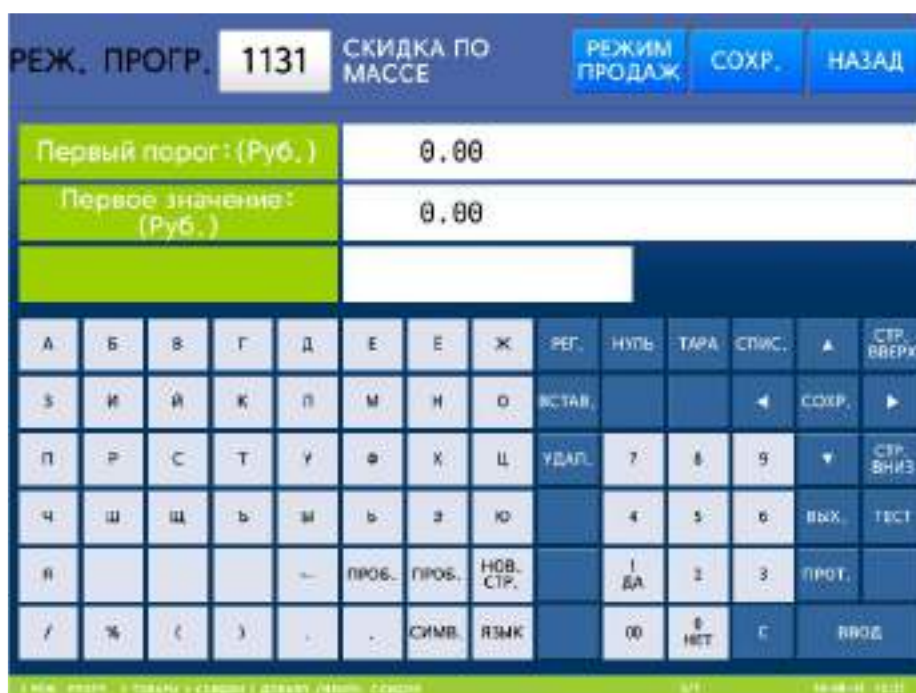 РЕЖ. ПРОГР. 1131 СКИДКА ПО МАССЕ РЕЖИМ ПРОДАЖ СОХР. НАЗАД
Первый порог:(Руб.) 0.00
Первое значение:(Руб.) 0.00
А Б В Г Д Е Ё Ж РЕГ. НУЛЬ ТАРА СПИС. ▲ СТР. ВВЕРХ
З И Й К Л М Н О ВСТАВ. ◀ СОХР. ▶
П Р С Т У Ф Х Ц УДАЛ. 7 8 9 ▼ СТР. ВНИЗ
Ч Ш Щ Ъ Ы Ь Э Ю 4 5 6 ВЫХ. ТЕСТ
Я ПРОБ. ПРОБ. НОВ. СТР. 1 ДА 2 3 ПРОТ.
/ % ( ) . СИМВ. ЯЗЫК 00 0 НЕТ C ВВОД